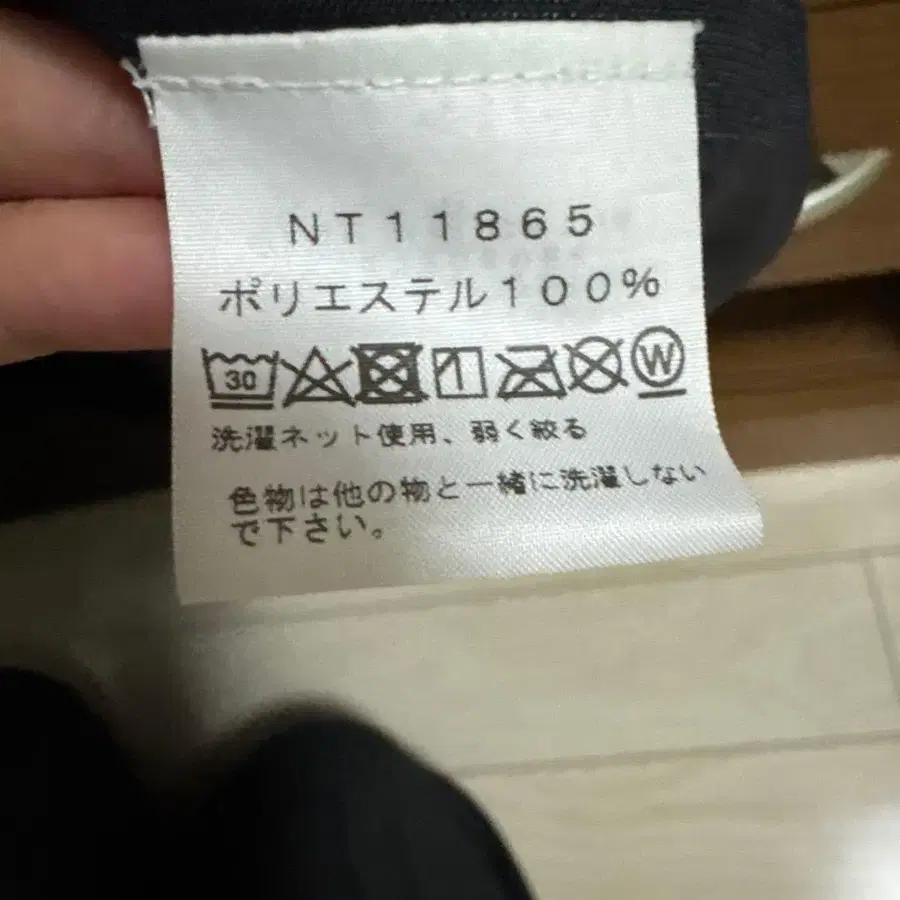 NT11865
ポリエステル100%
30 W
洗濯ネット使用、弱く絞る
色物は他の物と一緒に洗濯しない
で下さい。